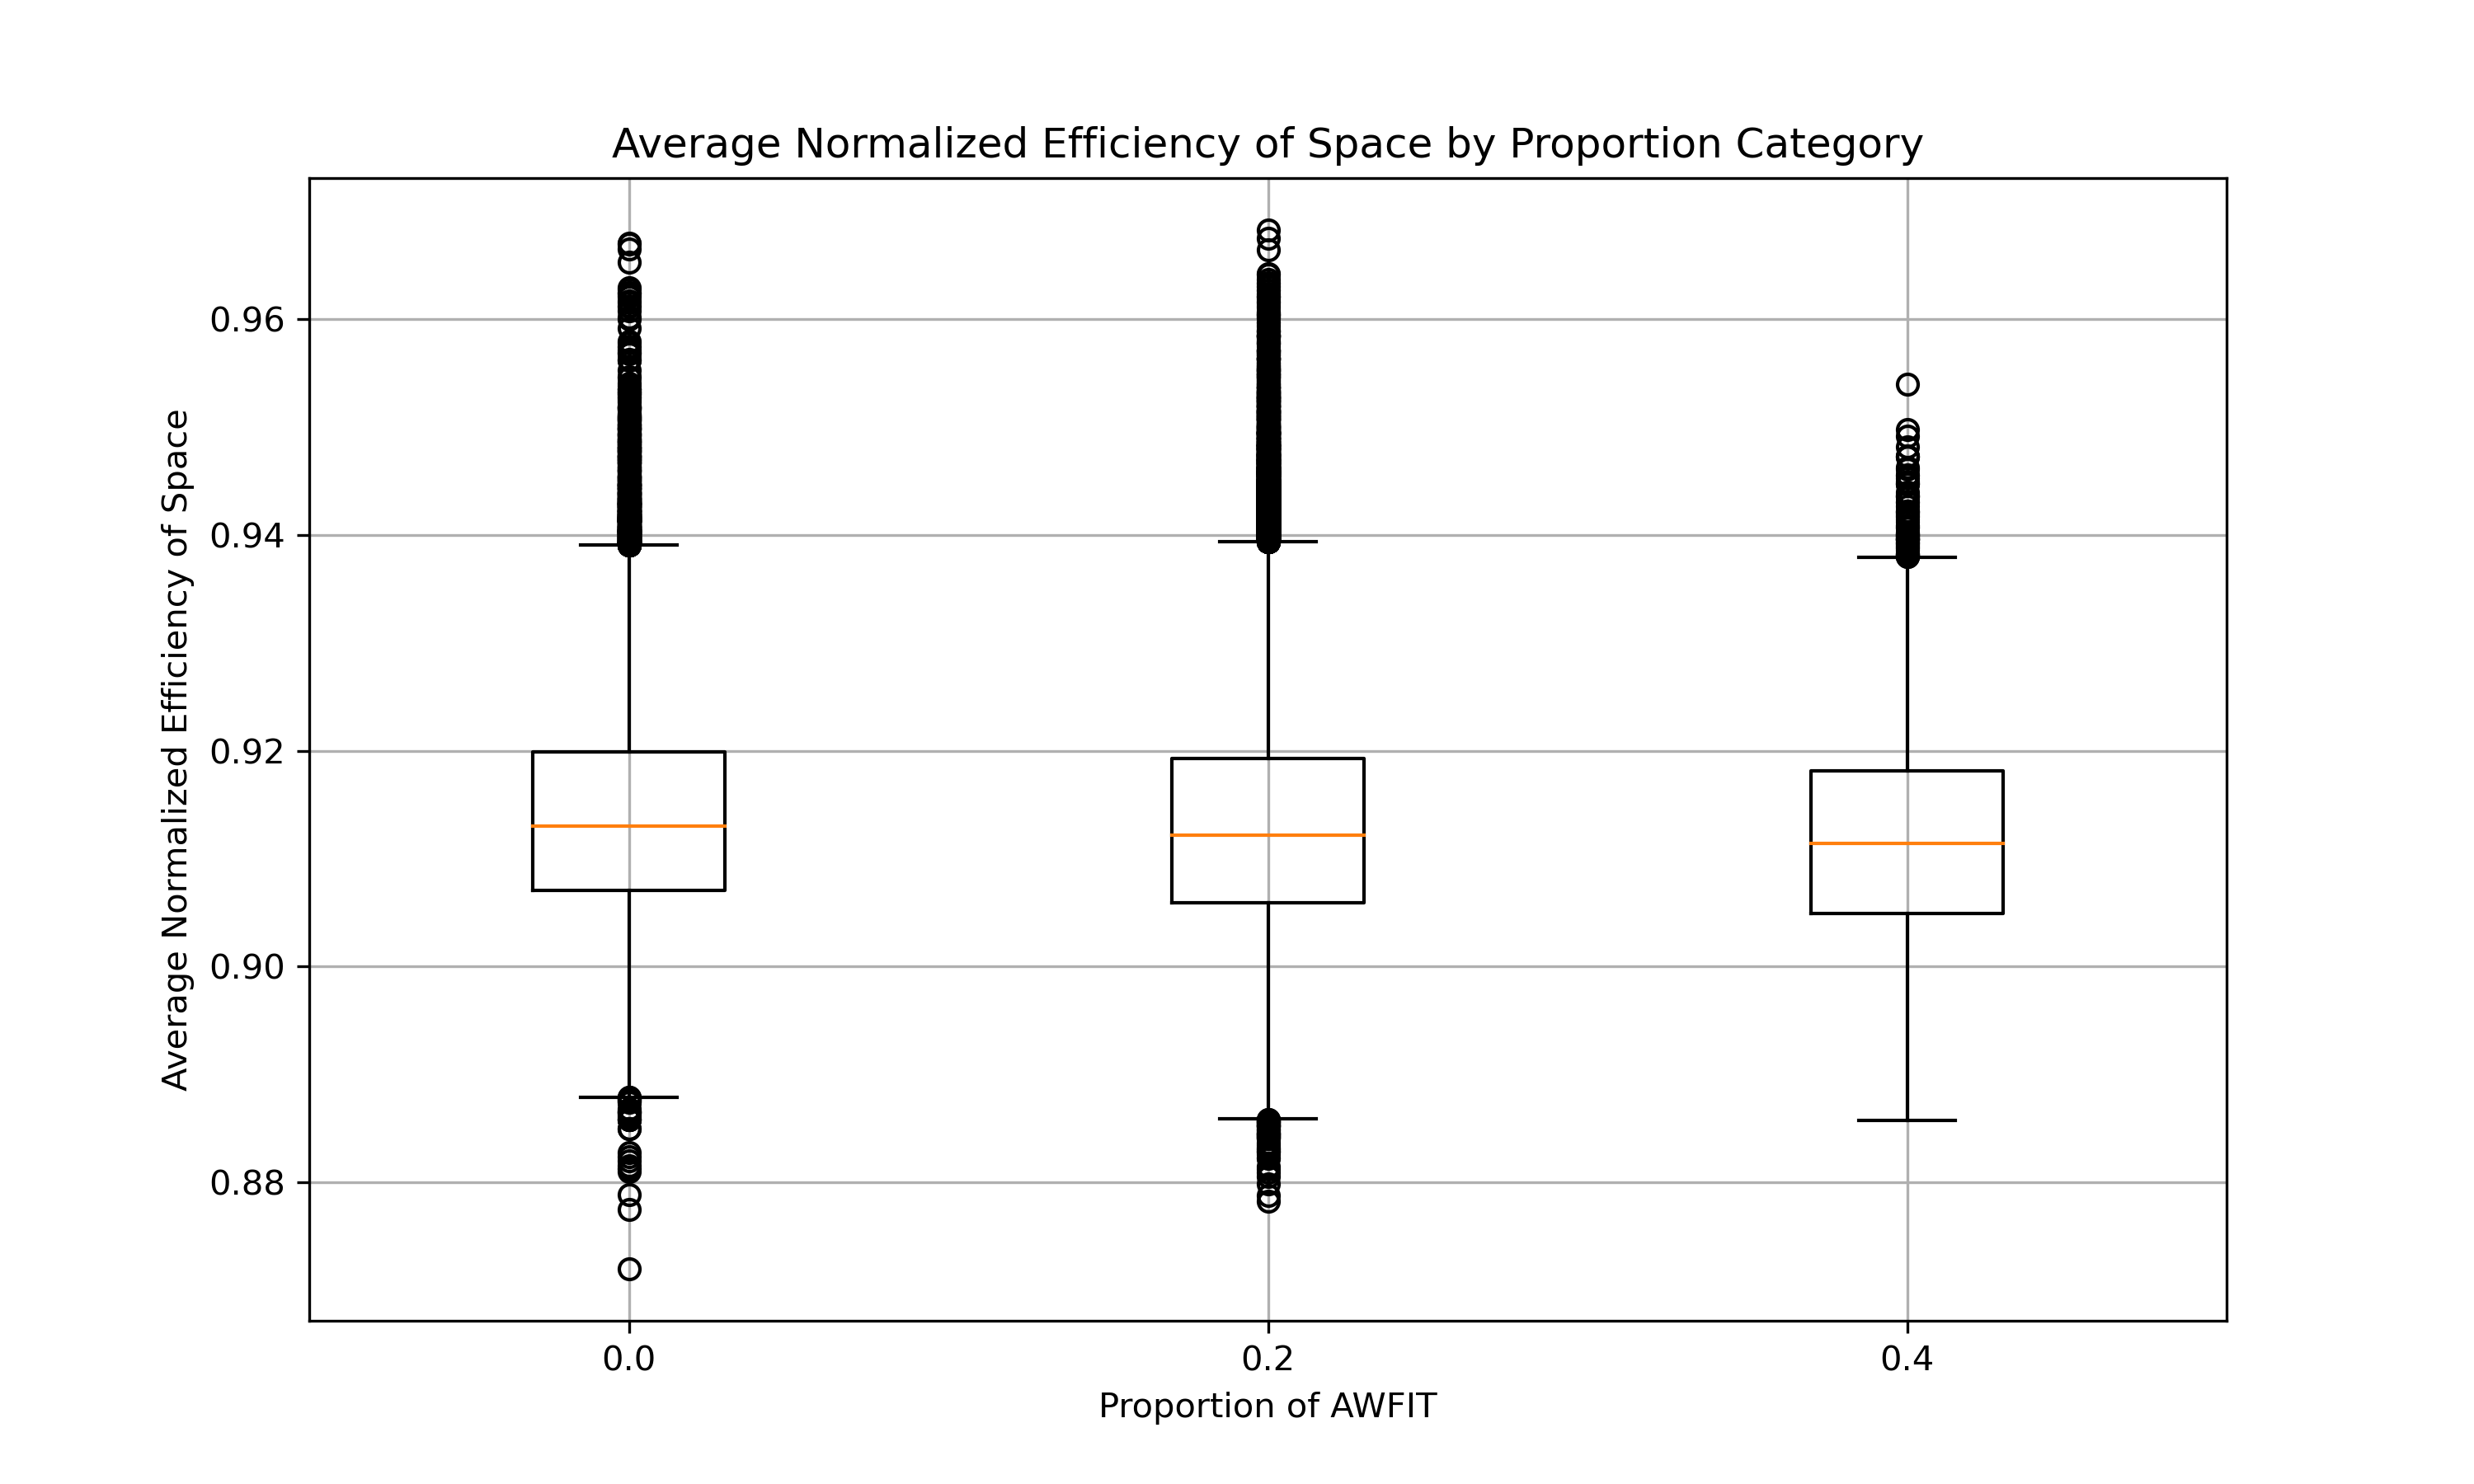 Average Normalized Efficiency of Space by Proportion Category
Average Normalized Efficiency of Space
0.96
0.94
0.92
0.90
0.88
0.0
0.2
0.4
Proportion of AWFIT